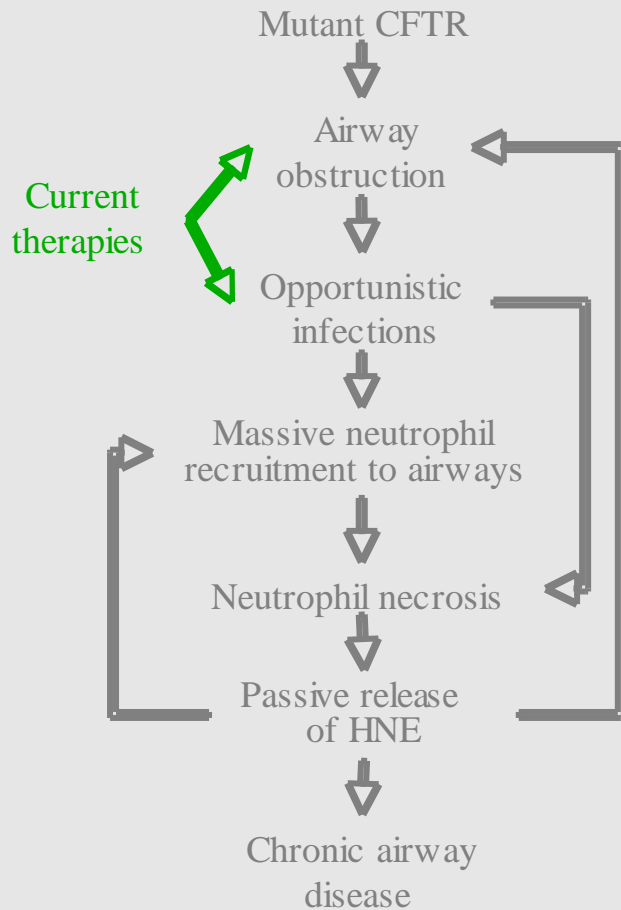 Mutant CFTR
Airway
obstruction
Current
therapies
Opportunistic
infections
Massive neutrophil
recruitment to airways
Neutrophil necrosis
Passive release
of HNE
Chronic airway
disease